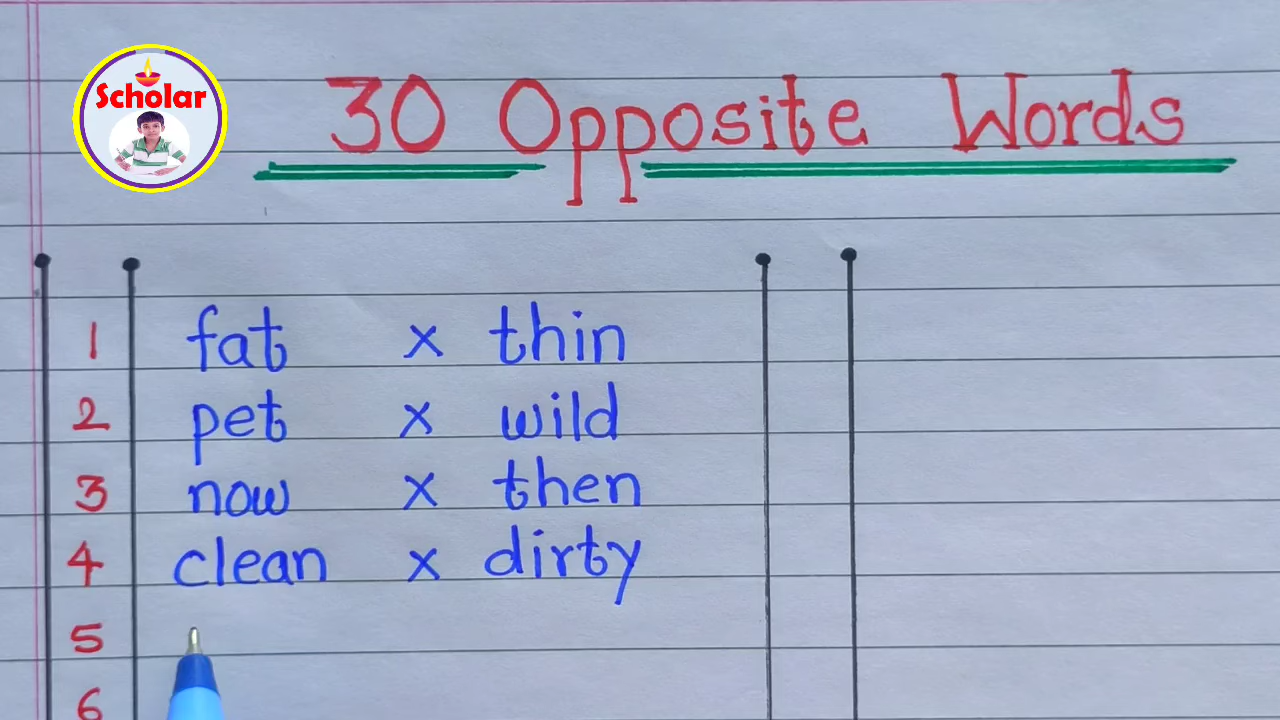 Scholar
30 Opposite Words
1 fat x thin
2 pet x wild
3 now x then
4 clean x dirty
5
6